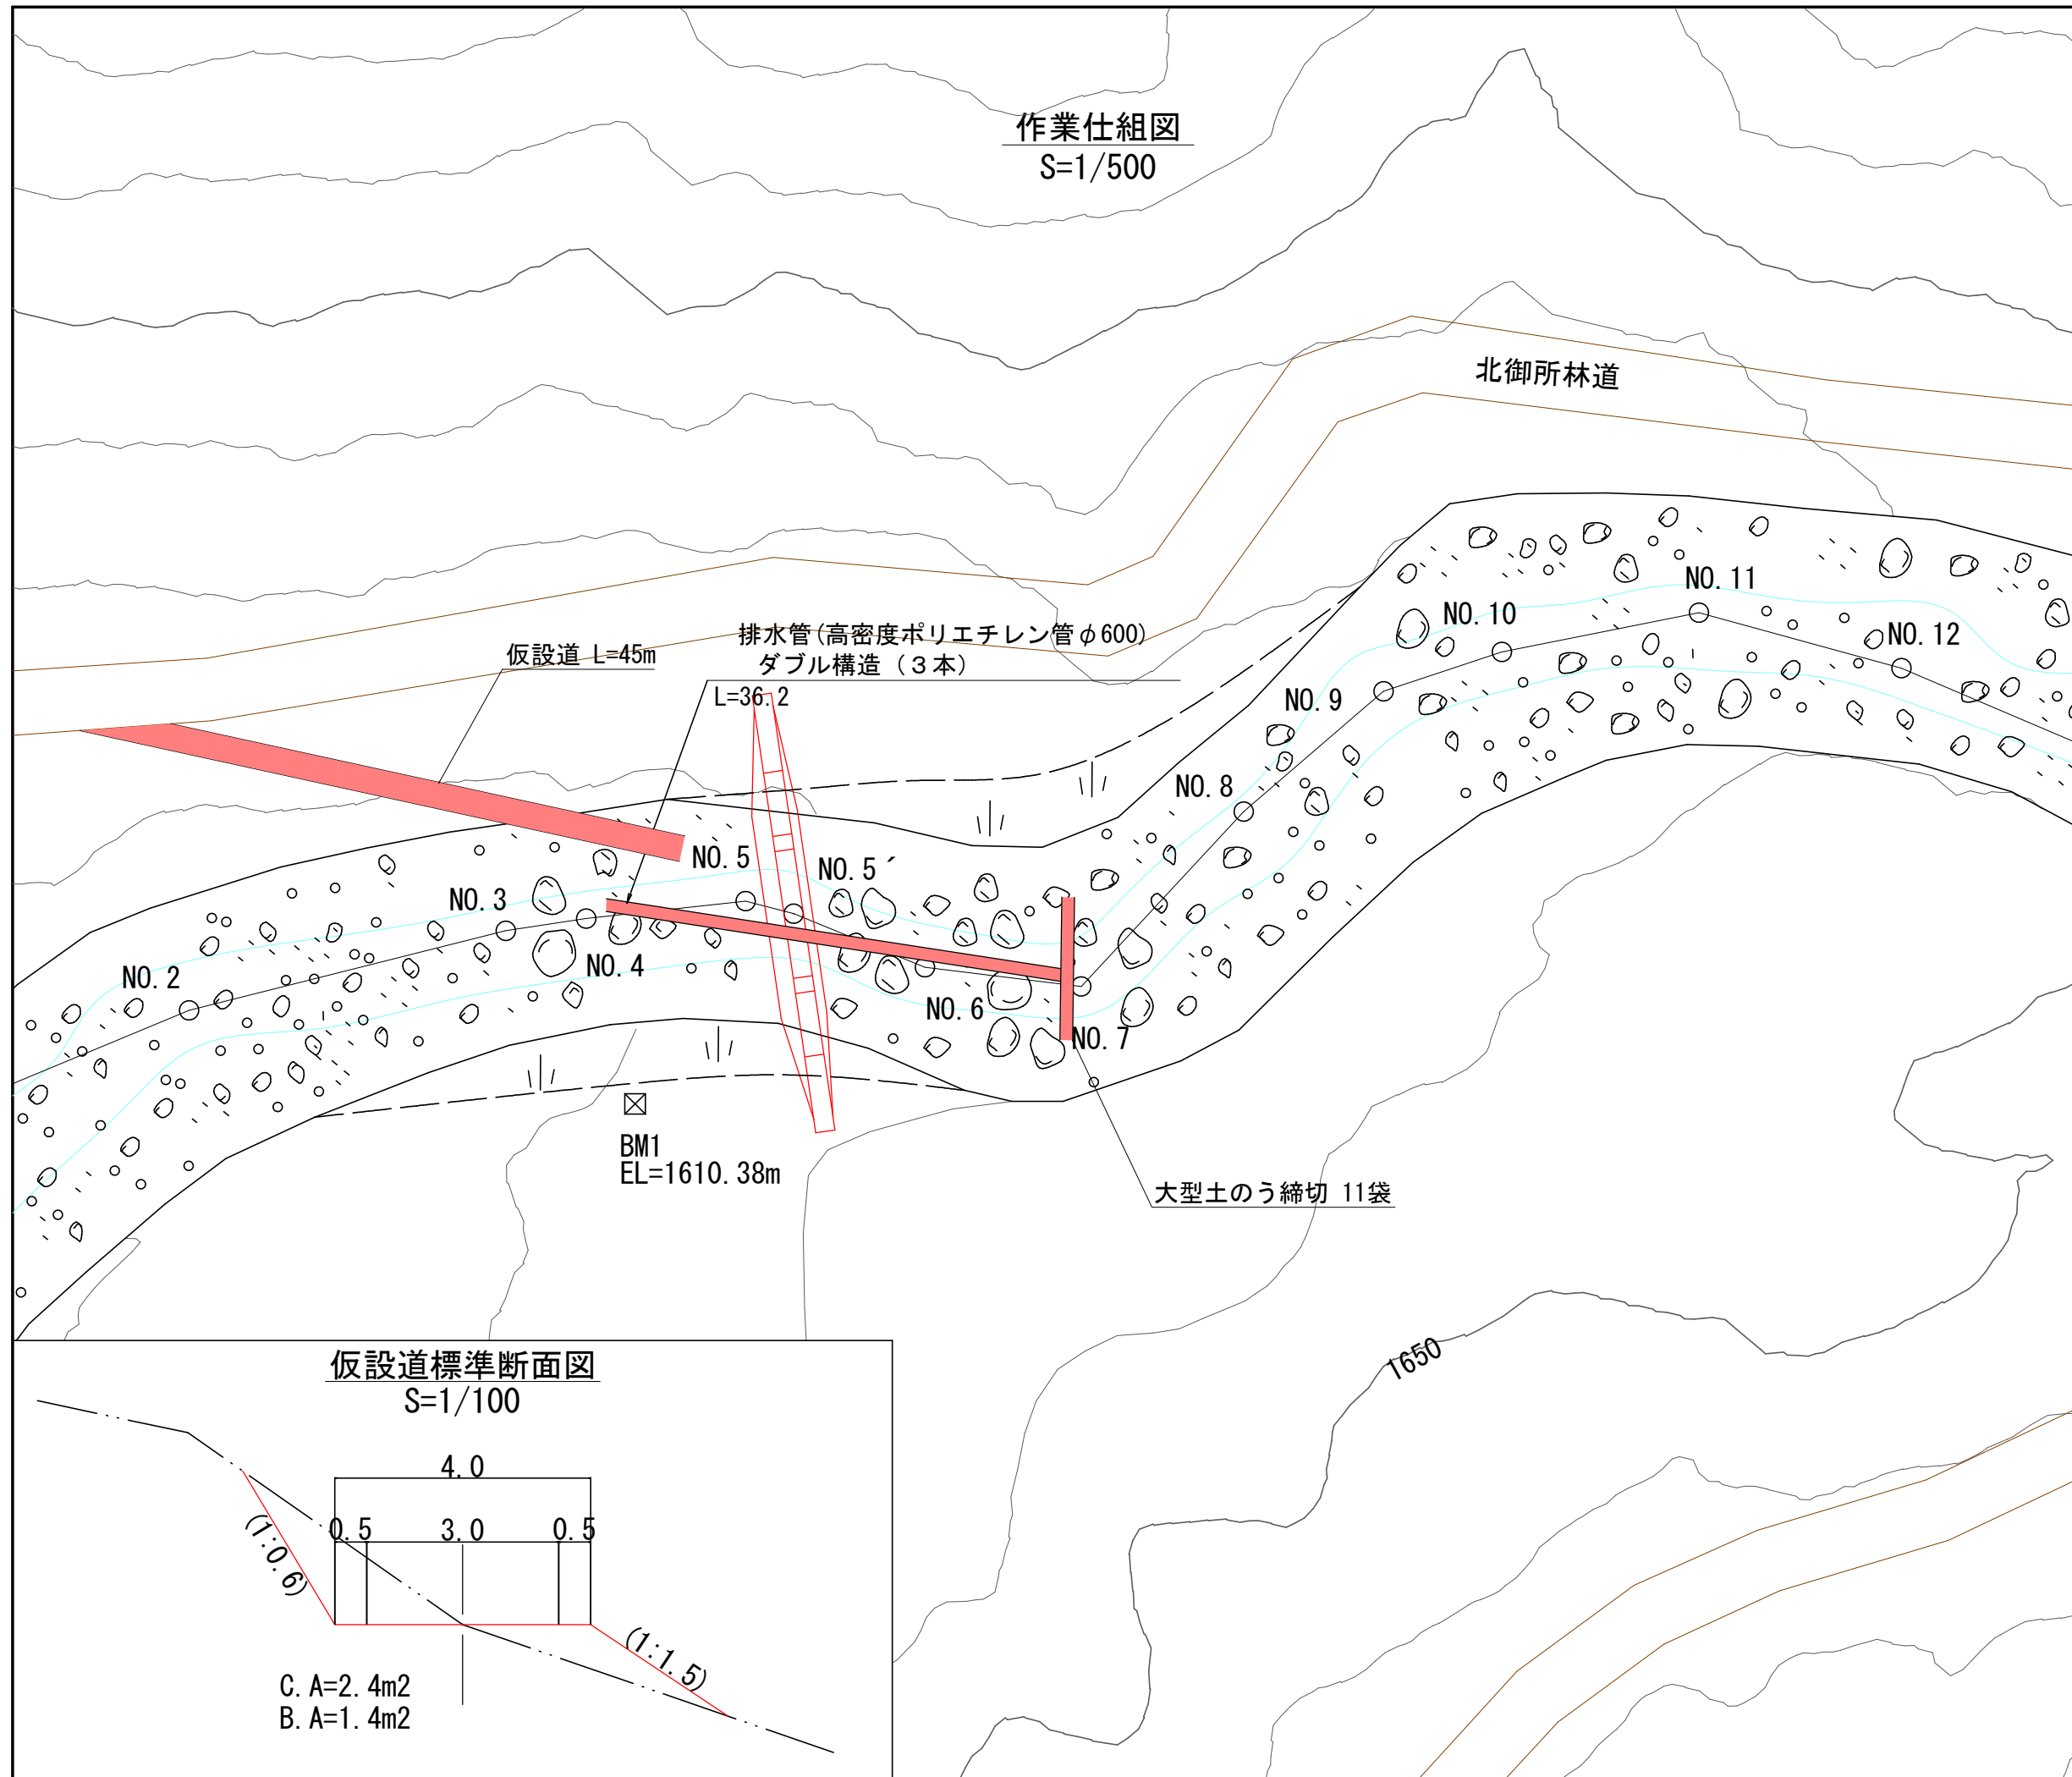 作業仕組図
S=1/500
北御所林道
排水管(高密度ポリエチレン管φ600)
ダブル構造（３本）
L=36.2
仮設道 L=45m
NO.2
NO.3
NO.4
NO.5
NO.5´
NO.6
NO.7
NO.8
NO.9
NO.10
NO.11
NO.12
BM1
EL=1610.38m
大型土のう締切 11袋
1650
仮設道標準断面図
S=1/100
4.0
0.5 3.0 0.5
(1:0.6)
(1:1.5)
C.A=2.4m2
B.A=1.4m2